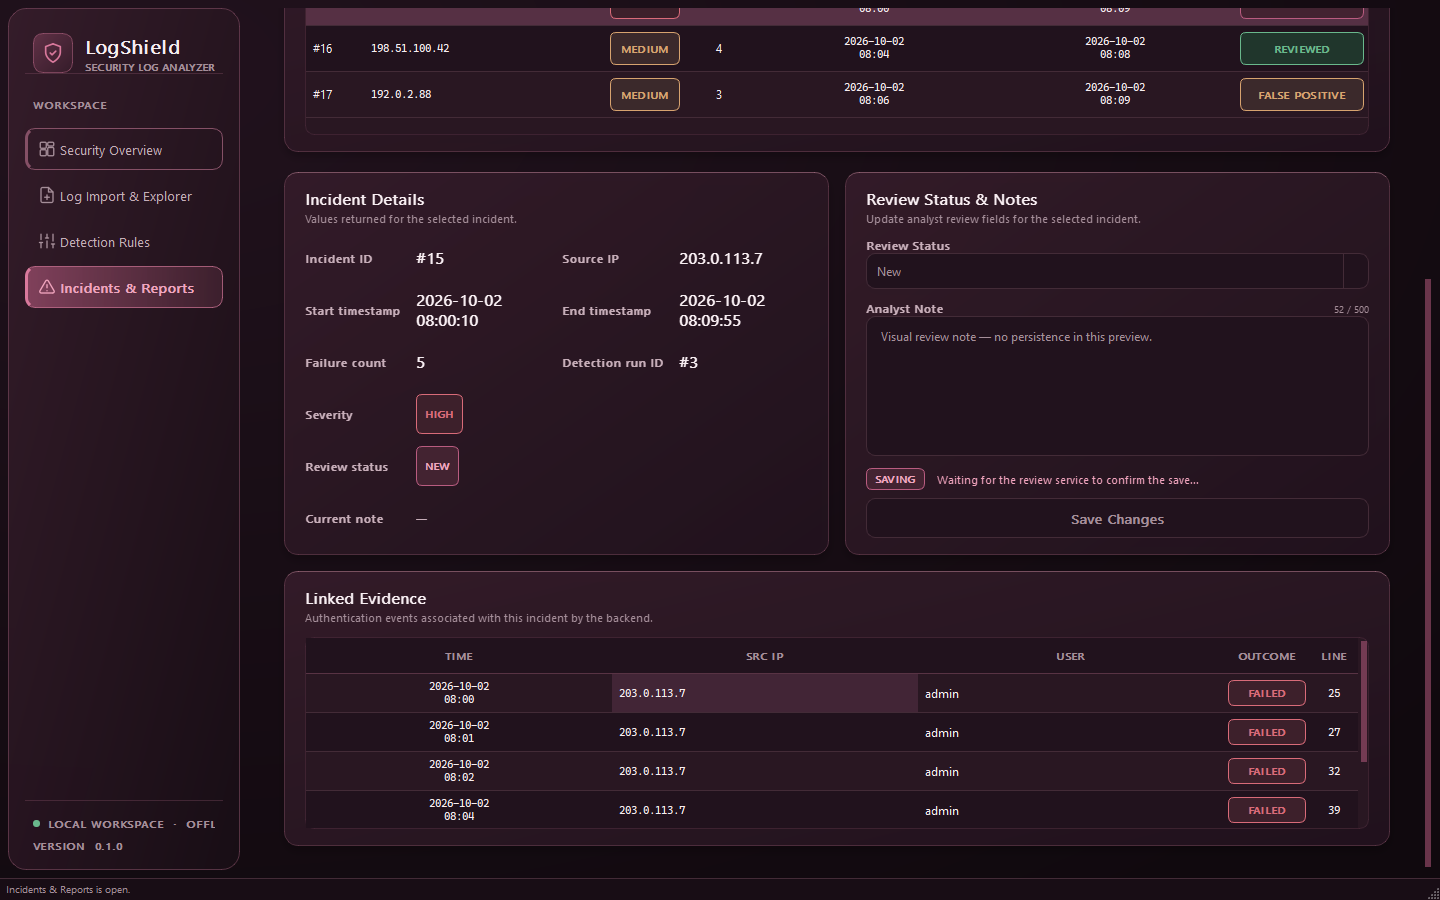 LogShield
SECURITY LOG ANALYZER
WORKSPACE
Security Overview
Log Import & Explorer
Detection Rules
Incidents & Reports
LOCAL WORKSPACE · OFFL
VERSION 0.1.0
08:00 08:09
#16 198.51.100.42 MEDIUM 4 2026-10-02 08:04 2026-10-02 08:08 REVIEWED
#17 192.0.2.88 MEDIUM 3 2026-10-02 08:06 2026-10-02 08:09 FALSE POSITIVE
Incident Details
Values returned for the selected incident.
Incident ID #15 Source IP 203.0.113.7
Start timestamp 2026-10-02 08:00:10 End timestamp 2026-10-02 08:09:55
Failure count 5 Detection run ID #3
Severity HIGH
Review status NEW
Current note —
Review Status & Notes
Update analyst review fields for the selected incident.
Review Status
New
Analyst Note 52 / 500
Visual review note — no persistence in this preview.
SAVING Waiting for the review service to confirm the save...
Save Changes
Linked Evidence
Authentication events associated with this incident by the backend.
TIME SRC IP USER OUTCOME LINE
2026-10-02 08:00 203.0.113.7 admin FAILED 25
2026-10-02 08:01 203.0.113.7 admin FAILED 27
2026-10-02 08:02 203.0.113.7 admin FAILED 32
2026-10-02 08:04 203.0.113.7 admin FAILED 39
Incidents & Reports is open.